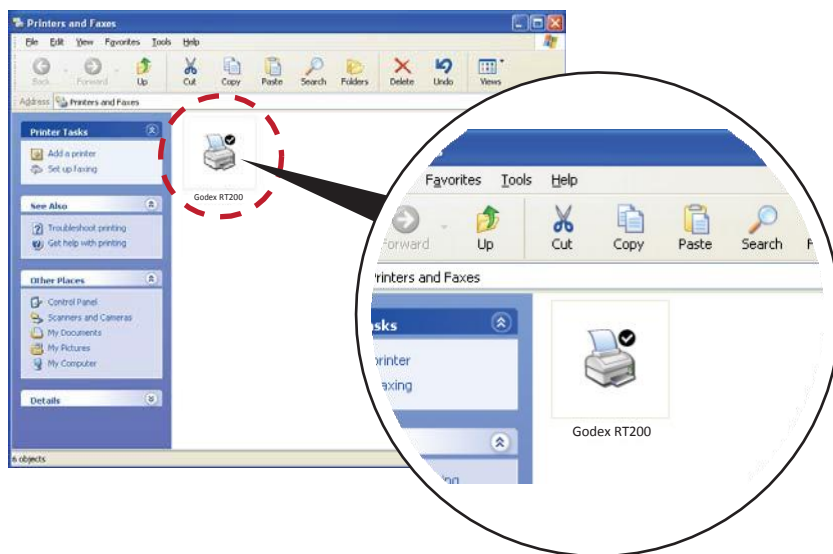 Printers and Faxes
File Edit View Favorites Tools Help
Back Forward Up Cut Copy Paste Search Folders Delete Undo Views
Address Printers and Faxes
Printer Tasks
Add a printer
Set up faxing
See Also
Troubleshoot printing
Get help with printing
Other Places
Control Panel
Scanners and Cameras
My Documents
My Pictures
My Computer
Details
Godex RT200
6 objects
Favorites Tools Help
orward Up Cut Copy Paste Search F
rinters and Faxes
sks
printer
axing
Godex RT200